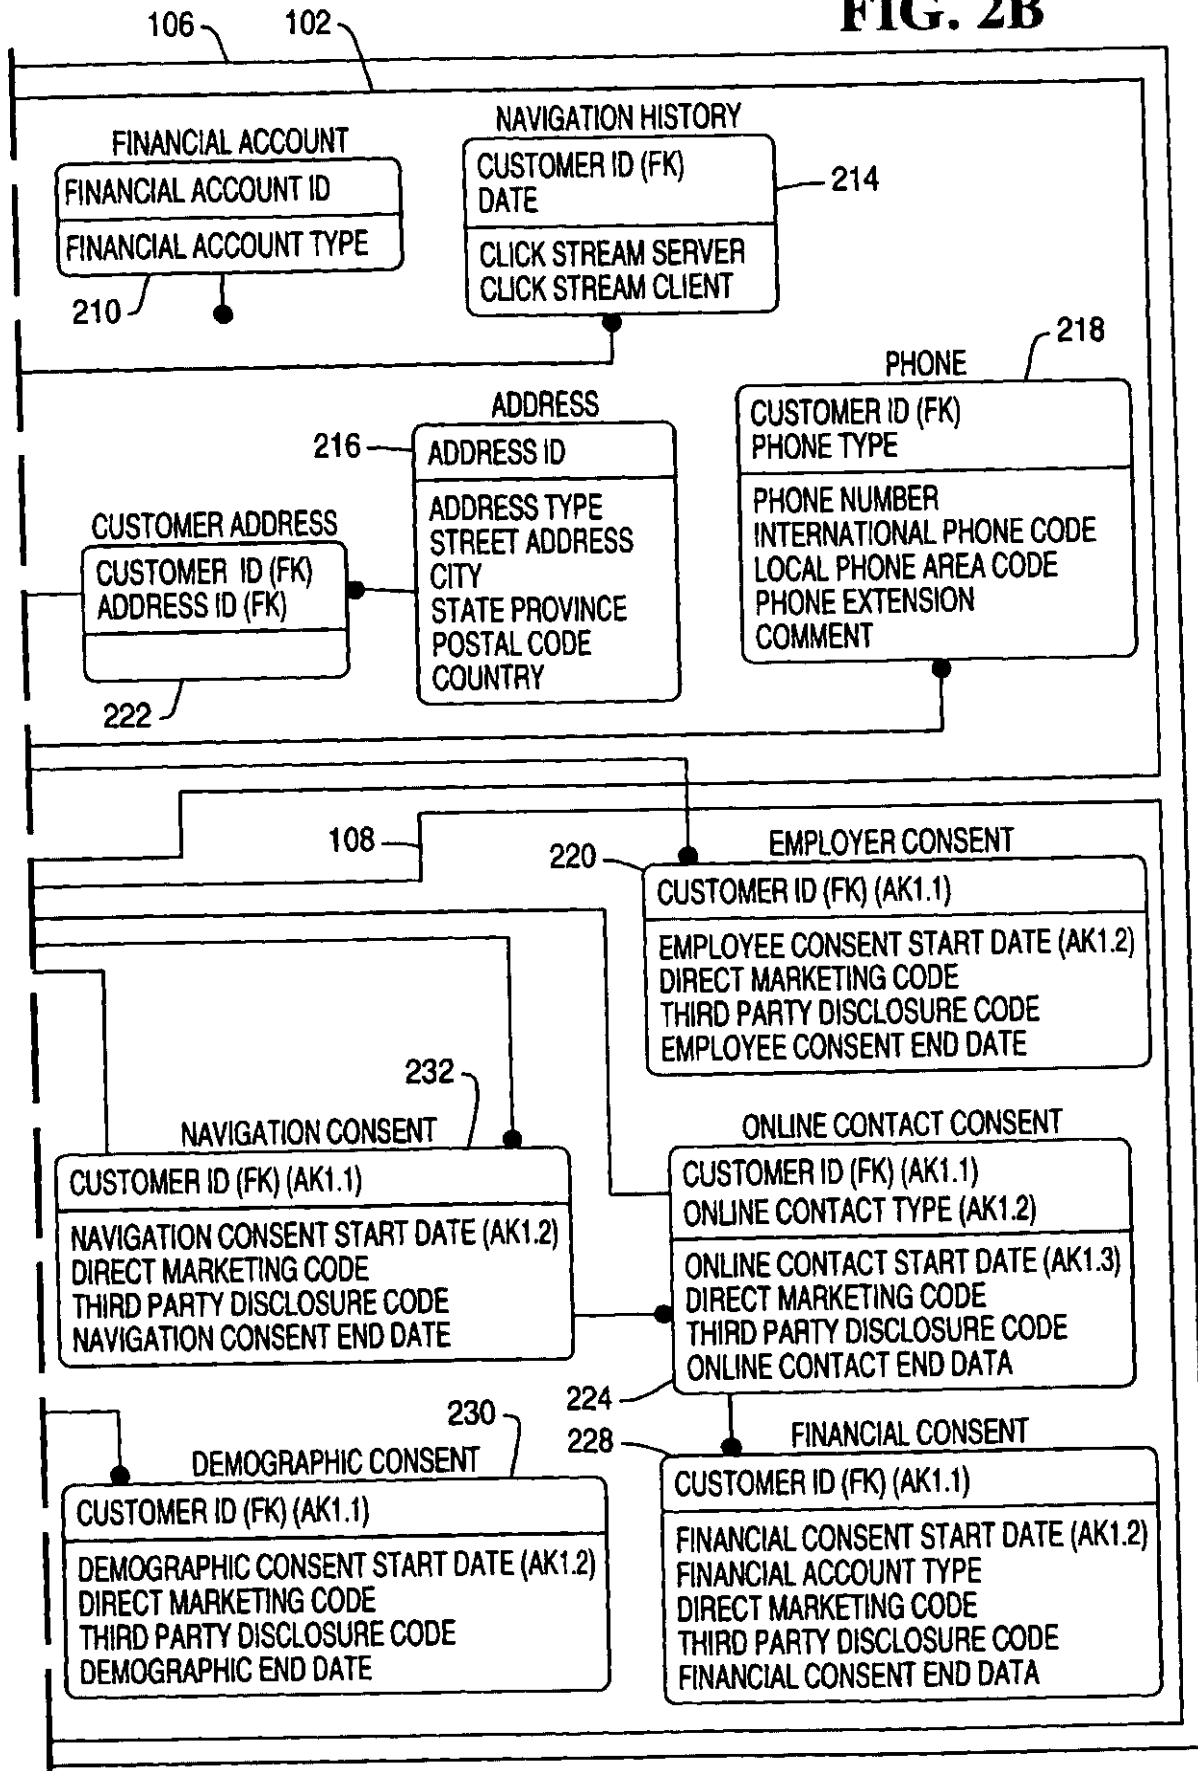 FIG. 2B
106
102
FINANCIAL ACCOUNT
FINANCIAL ACCOUNT ID
FINANCIAL ACCOUNT TYPE
210
NAVIGATION HISTORY
CUSTOMER ID (FK)
DATE
CLICK STREAM SERVER
CLICK STREAM CLIENT
214
218
PHONE
CUSTOMER ID (FK)
PHONE TYPE
PHONE NUMBER
INTERNATIONAL PHONE CODE
LOCAL PHONE AREA CODE
PHONE EXTENSION
COMMENT
ADDRESS
216
ADDRESS ID
ADDRESS TYPE
STREET ADDRESS
CITY
STATE PROVINCE
POSTAL CODE
COUNTRY
CUSTOMER ADDRESS
CUSTOMER ID (FK)
ADDRESS ID (FK)
222
108
220
EMPLOYER CONSENT
CUSTOMER ID (FK) (AK1.1)
EMPLOYEE CONSENT START DATE (AK1.2)
DIRECT MARKETING CODE
THIRD PARTY DISCLOSURE CODE
EMPLOYEE CONSENT END DATE
232
NAVIGATION CONSENT
CUSTOMER ID (FK) (AK1.1)
NAVIGATION CONSENT START DATE (AK1.2)
DIRECT MARKETING CODE
THIRD PARTY DISCLOSURE CODE
NAVIGATION CONSENT END DATE
ONLINE CONTACT CONSENT
CUSTOMER ID (FK) (AK1.1)
ONLINE CONTACT TYPE (AK1.2)
ONLINE CONTACT START DATE (AK1.3)
DIRECT MARKETING CODE
THIRD PARTY DISCLOSURE CODE
ONLINE CONTACT END DATA
224
230
DEMOGRAPHIC CONSENT
CUSTOMER ID (FK) (AK1.1)
DEMOGRAPHIC CONSENT START DATE (AK1.2)
DIRECT MARKETING CODE
THIRD PARTY DISCLOSURE CODE
DEMOGRAPHIC END DATE
228
FINANCIAL CONSENT
CUSTOMER ID (FK) (AK1.1)
FINANCIAL CONSENT START DATE (AK1.2)
FINANCIAL ACCOUNT TYPE
DIRECT MARKETING CODE
THIRD PARTY DISCLOSURE CODE
FINANCIAL CONSENT END DATA